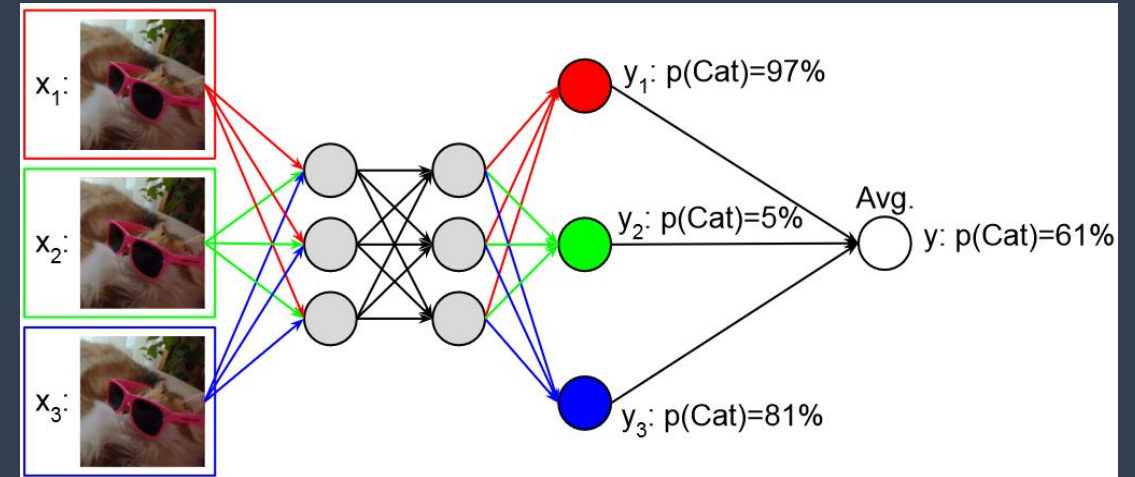 x₁:
y₁: p(Cat)=97%
x₂:
y₂: p(Cat)=5%
Avg.
y: p(Cat)=61%
x₃:
y₃: p(Cat)=81%